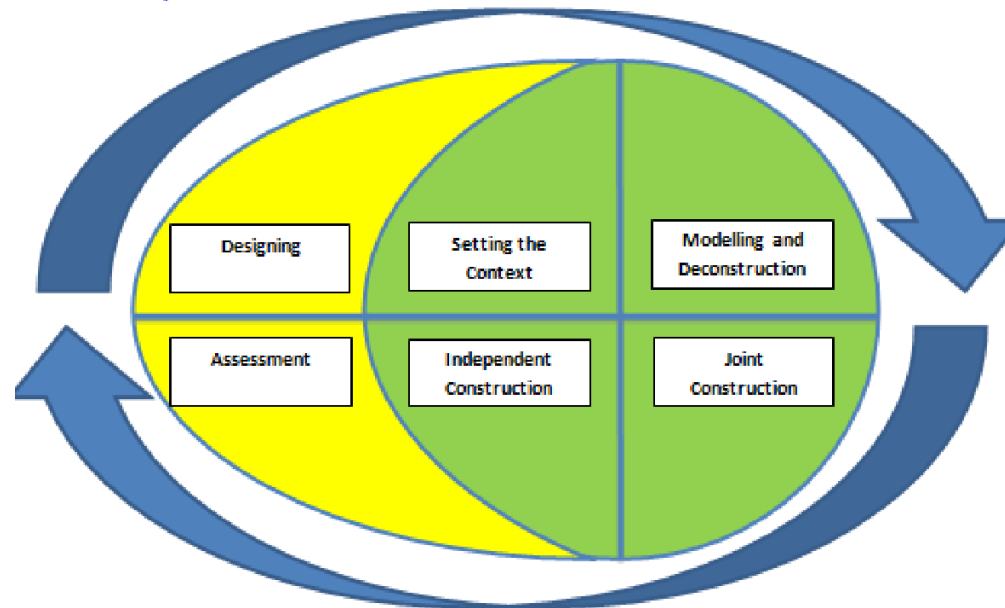 Designing
Setting the
Context
Modelling and
Deconstruction
Assessment
Independent
Construction
Joint
Construction